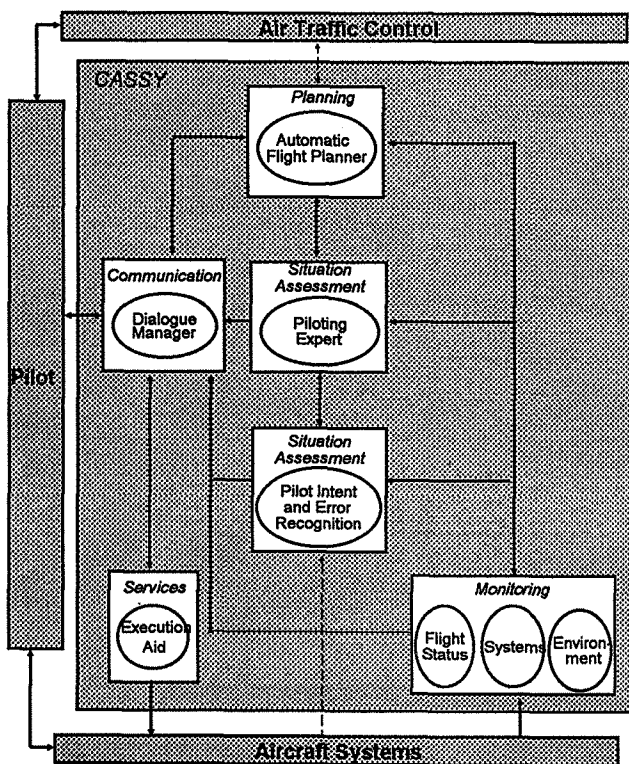 Air Traffic Control
CASSY
Planning
Automatic
Flight Planner
Communication
Dialogue
Manager
Situation
Assessment
Piloting
Expert
Pilot
Situation
Assessment
Pilot Intent
and Error
Recognition
Services
Execution
Aid
Monitoring
Flight
Status
Systems
Environ-
ment
Aircraft Systems